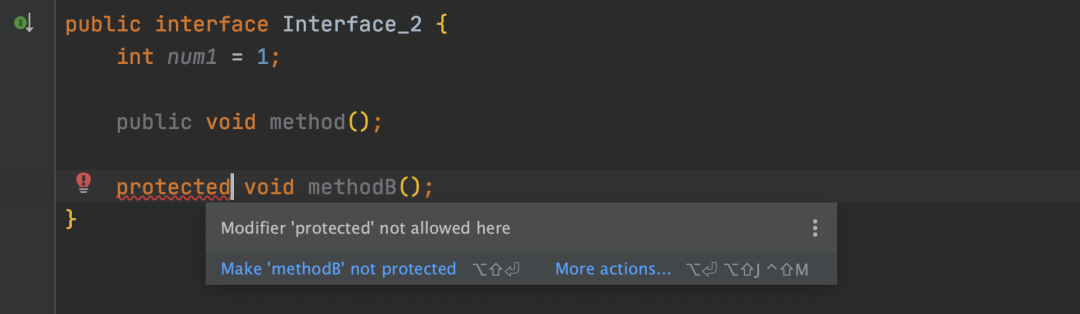 public interface Interface_2 {
int num1 = 1;
public void method();
protected void methodB();
}
Modifier 'protected' not allowed here
Make 'methodB' not protected ⌥⇧⏎ More actions... ⌥⏎ ⌥⇧J ^⇧M